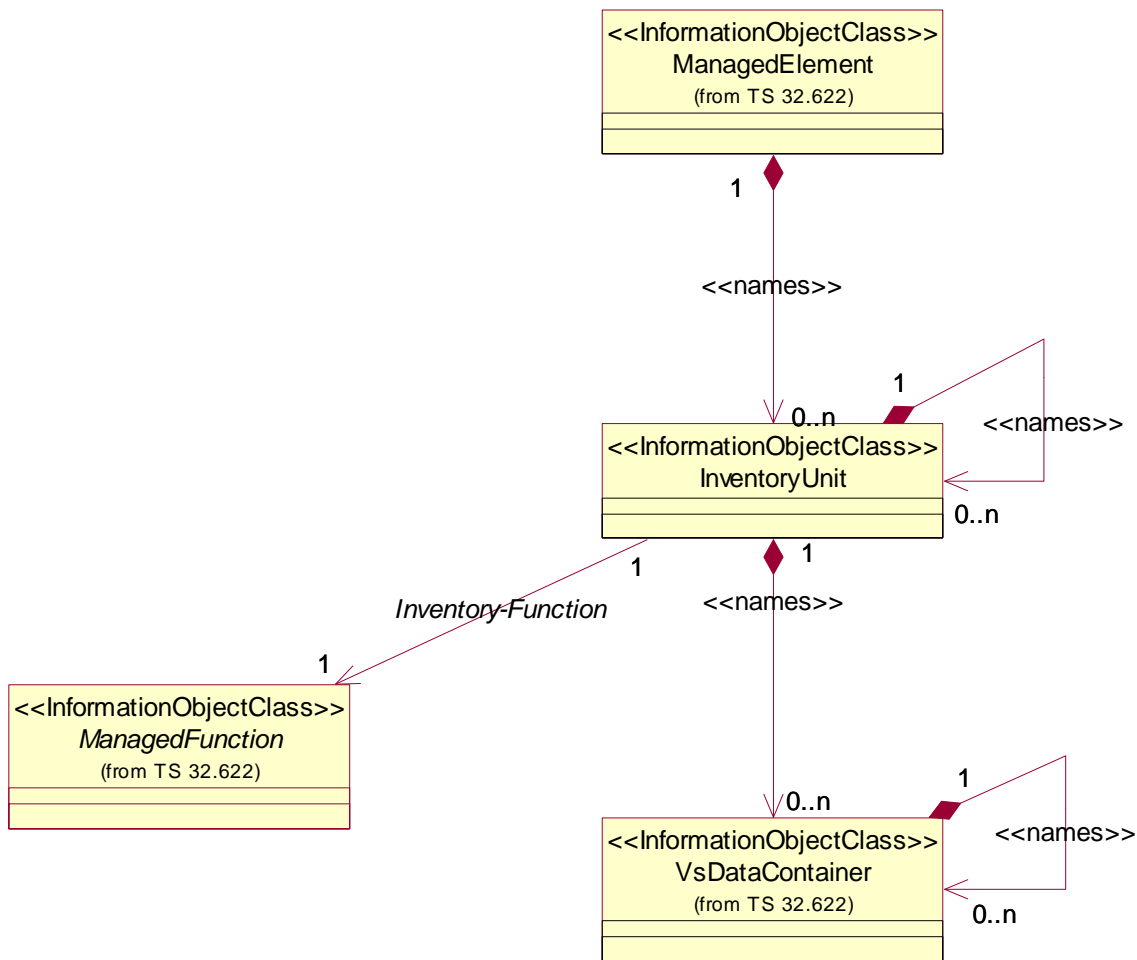 <<InformationObjectClass>>
ManagedElement
(from TS 32.622)
1
<<names>>
1
0..n
<<names>>
<<InformationObjectClass>>
InventoryUnit
0..n
1
1
<<names>>
Inventory-Function
1
<<InformationObjectClass>>
ManagedFunction
(from TS 32.622)
1
0..n
<<names>>
<<InformationObjectClass>>
VsDataContainer
(from TS 32.622)
0..n